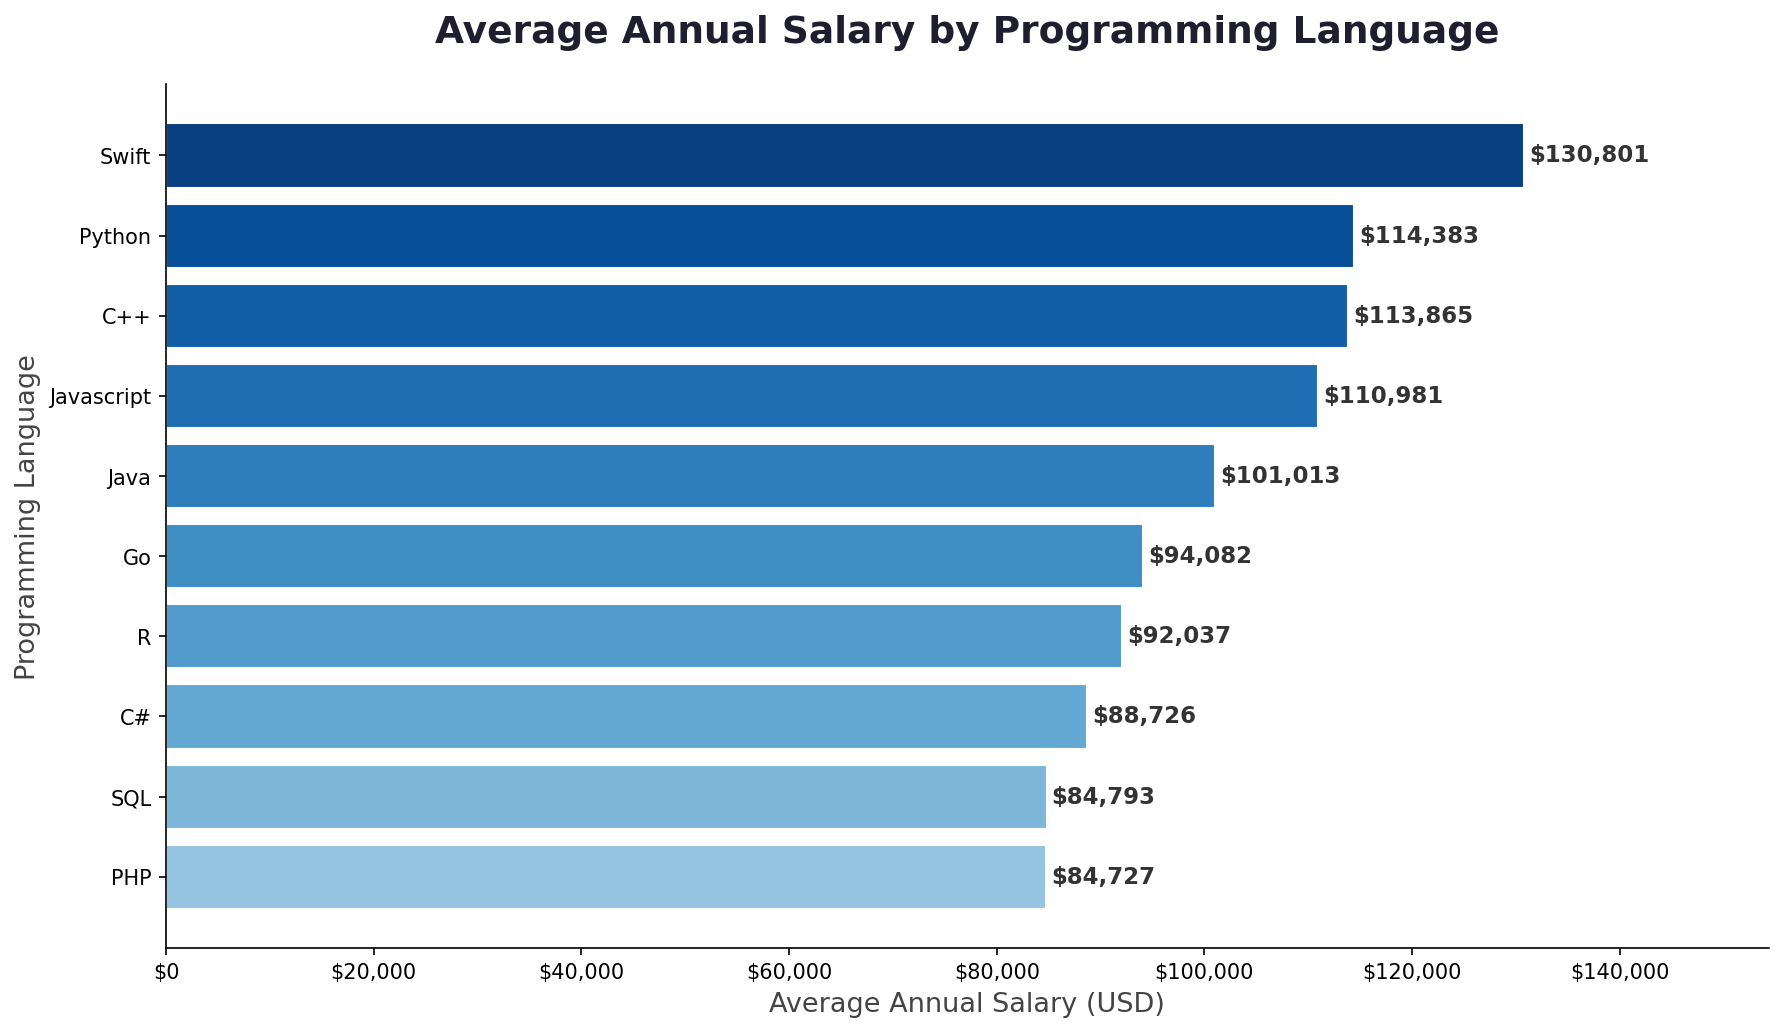 Average Annual Salary by Programming Language
Programming Language
Swift $130,801
Python $114,383
C++ $113,865
Javascript $110,981
Java $101,013
Go $94,082
R $92,037
C# $88,726
SQL $84,793
PHP $84,727
$0 $20,000 $40,000 $60,000 $80,000 $100,000 $120,000 $140,000
Average Annual Salary (USD)